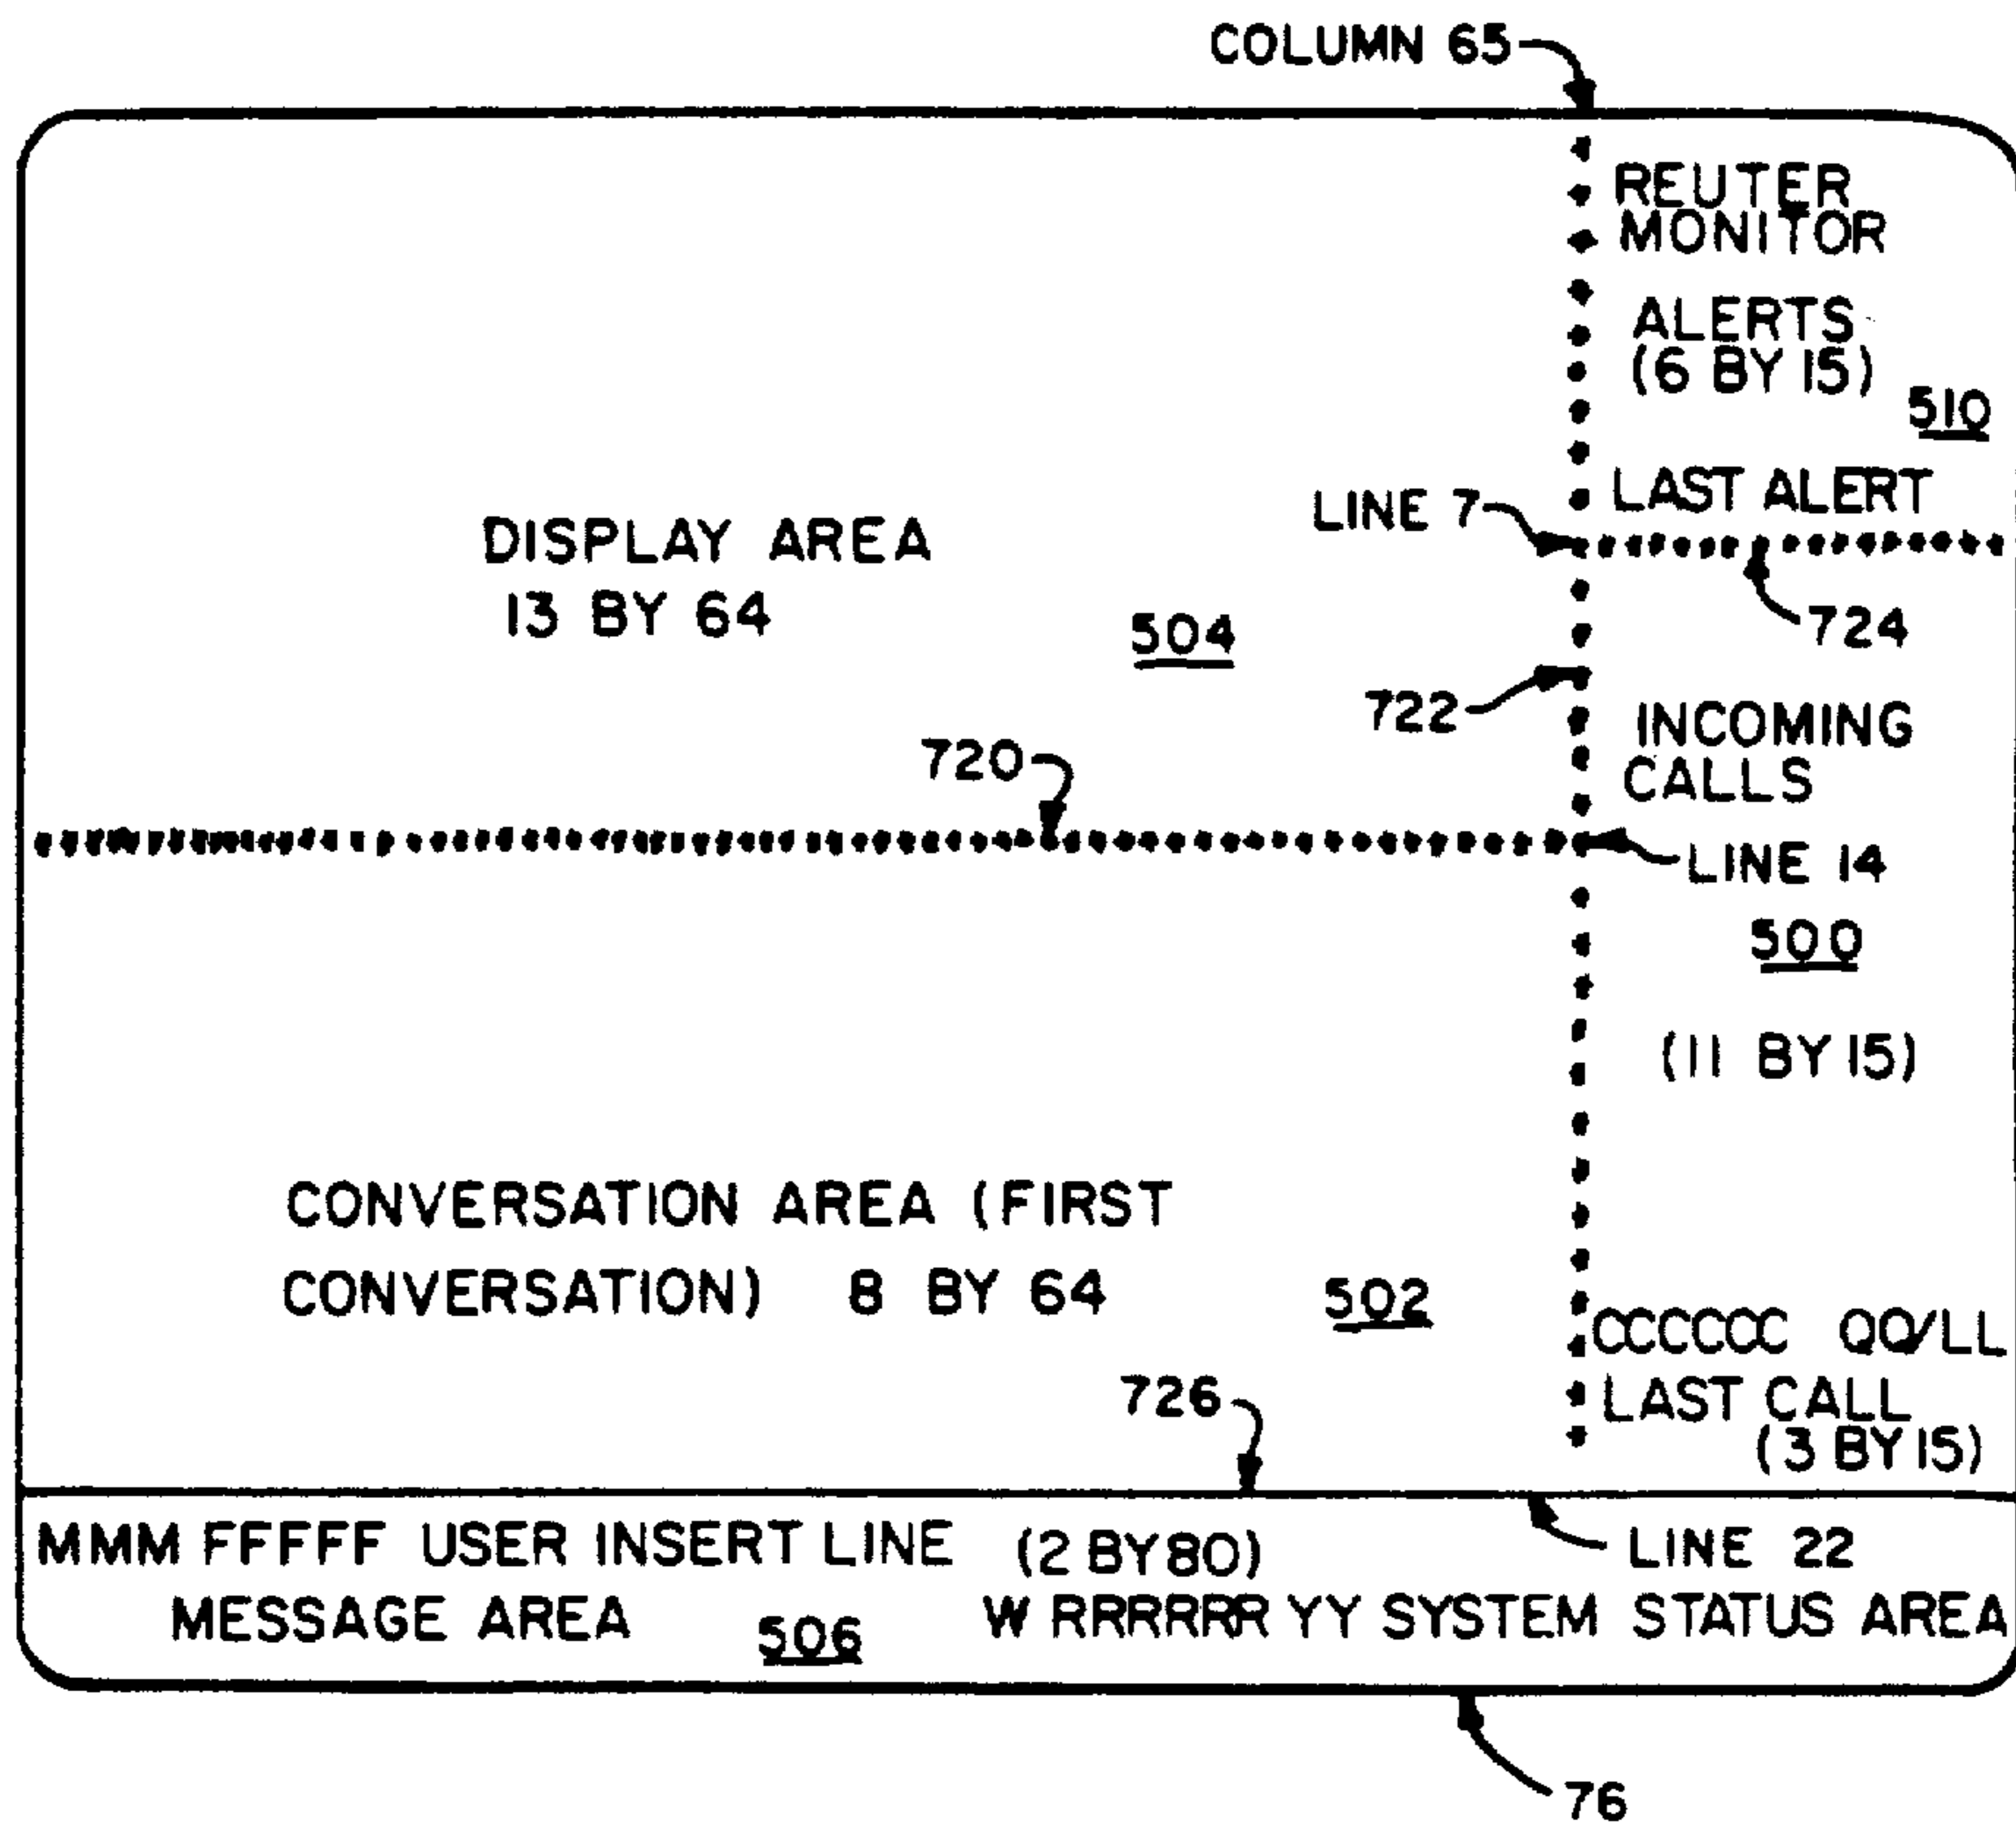 COLUMN 65
REUTER
MONITOR
ALERTS
(6 BY 15)
510
LAST ALERT
LINE 7
724
DISPLAY AREA
13 BY 64
504
722
INCOMING
CALLS
720
LINE 14
500
(11 BY 15)
CONVERSATION AREA (FIRST
CONVERSATION) 8 BY 64
502
CCCCCC QQ/LL
LAST CALL
(3 BY 15)
726
MMM FFFFF USER INSERT LINE (2 BY 80)
LINE 22
MESSAGE AREA
506
W RRRRRR YY SYSTEM STATUS AREA
76